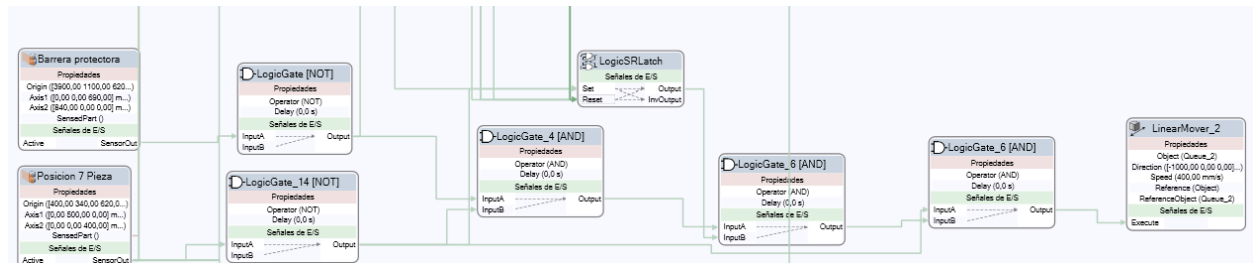 Barrera protectora
Propiedades
Origin ([3900,00 1100,00 620...)
Axis1 ([0,00 0,00 690,00] m...)
Axis2 ([840,00 0,00 0,00] m...)
SensedPart ()
Señales de E/S
Active SensorOut
Posicion 7 Pieza
Propiedades
Origin ([400,00 340,00 620,0...)
Axis1 ([0,00 500,00 0,00] m...)
Axis2 ([0,00 0,00 400,00] m...)
SensedPart ()
Señales de E/S
Active SensorOut
LogicGate [NOT]
Propiedades
Operator (NOT)
Delay (0,0 s)
Señales de E/S
InputA Output
InputB
LogicGate_14 [NOT]
Propiedades
Operator (NOT)
Delay (0,0 s)
Señales de E/S
InputA Output
InputB
LogicSRLatch
Señales de E/S
Set Output
Reset InvOutput
LogicGate_4 [AND]
Propiedades
Operator (AND)
Delay (0,0 s)
Señales de E/S
InputA Output
InputB
LogicGate_6 [AND]
Propiedades
Operator (AND)
Delay (0,0 s)
Señales de E/S
InputA Output
InputB
LogicGate_6 [AND]
Propiedades
Operator (AND)
Delay (0,0 s)
Señales de E/S
InputA Output
InputB
LinearMover_2
Propiedades
Object (Queue_2)
Direction ([-1000,00 0,00 0,00]...)
Speed (400,00 mm/s)
Reference (Object)
ReferenceObject (Queue_2)
Señales de E/S
Execute